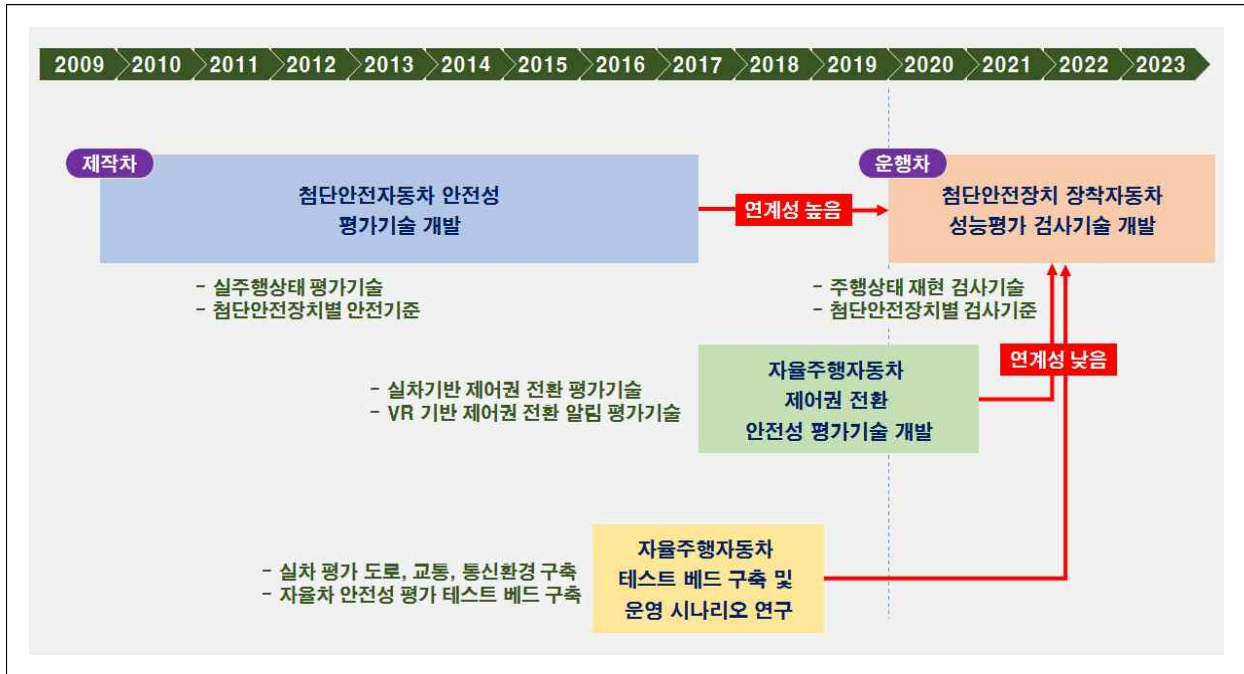 2009 2010 2011 2012 2013 2014 2015 2016 2017 2018 2019 2020 2021 2022 2023
제작차
첨단안전자동차 안전성
평가기술 개발
연계성 높음
운행차
첨단안전장치 장착자동차
성능평가 검사기술 개발
- 실주행상태 평가기술
- 첨단안전장치별 안전기준
- 주행상태 재현 검사기술
- 첨단안전장치별 검사기준
연계성 낮음
- 실차기반 제어권 전환 평가기술
- VR 기반 제어권 전환 알림 평가기술
자율주행자동차
제어권 전환
안전성 평가기술 개발
- 실차 평가 도로, 교통, 통신환경 구축
- 자율차 안전성 평가 테스트 베드 구축
자율주행자동차
테스트 베드 구축 및
운영 시나리오 연구